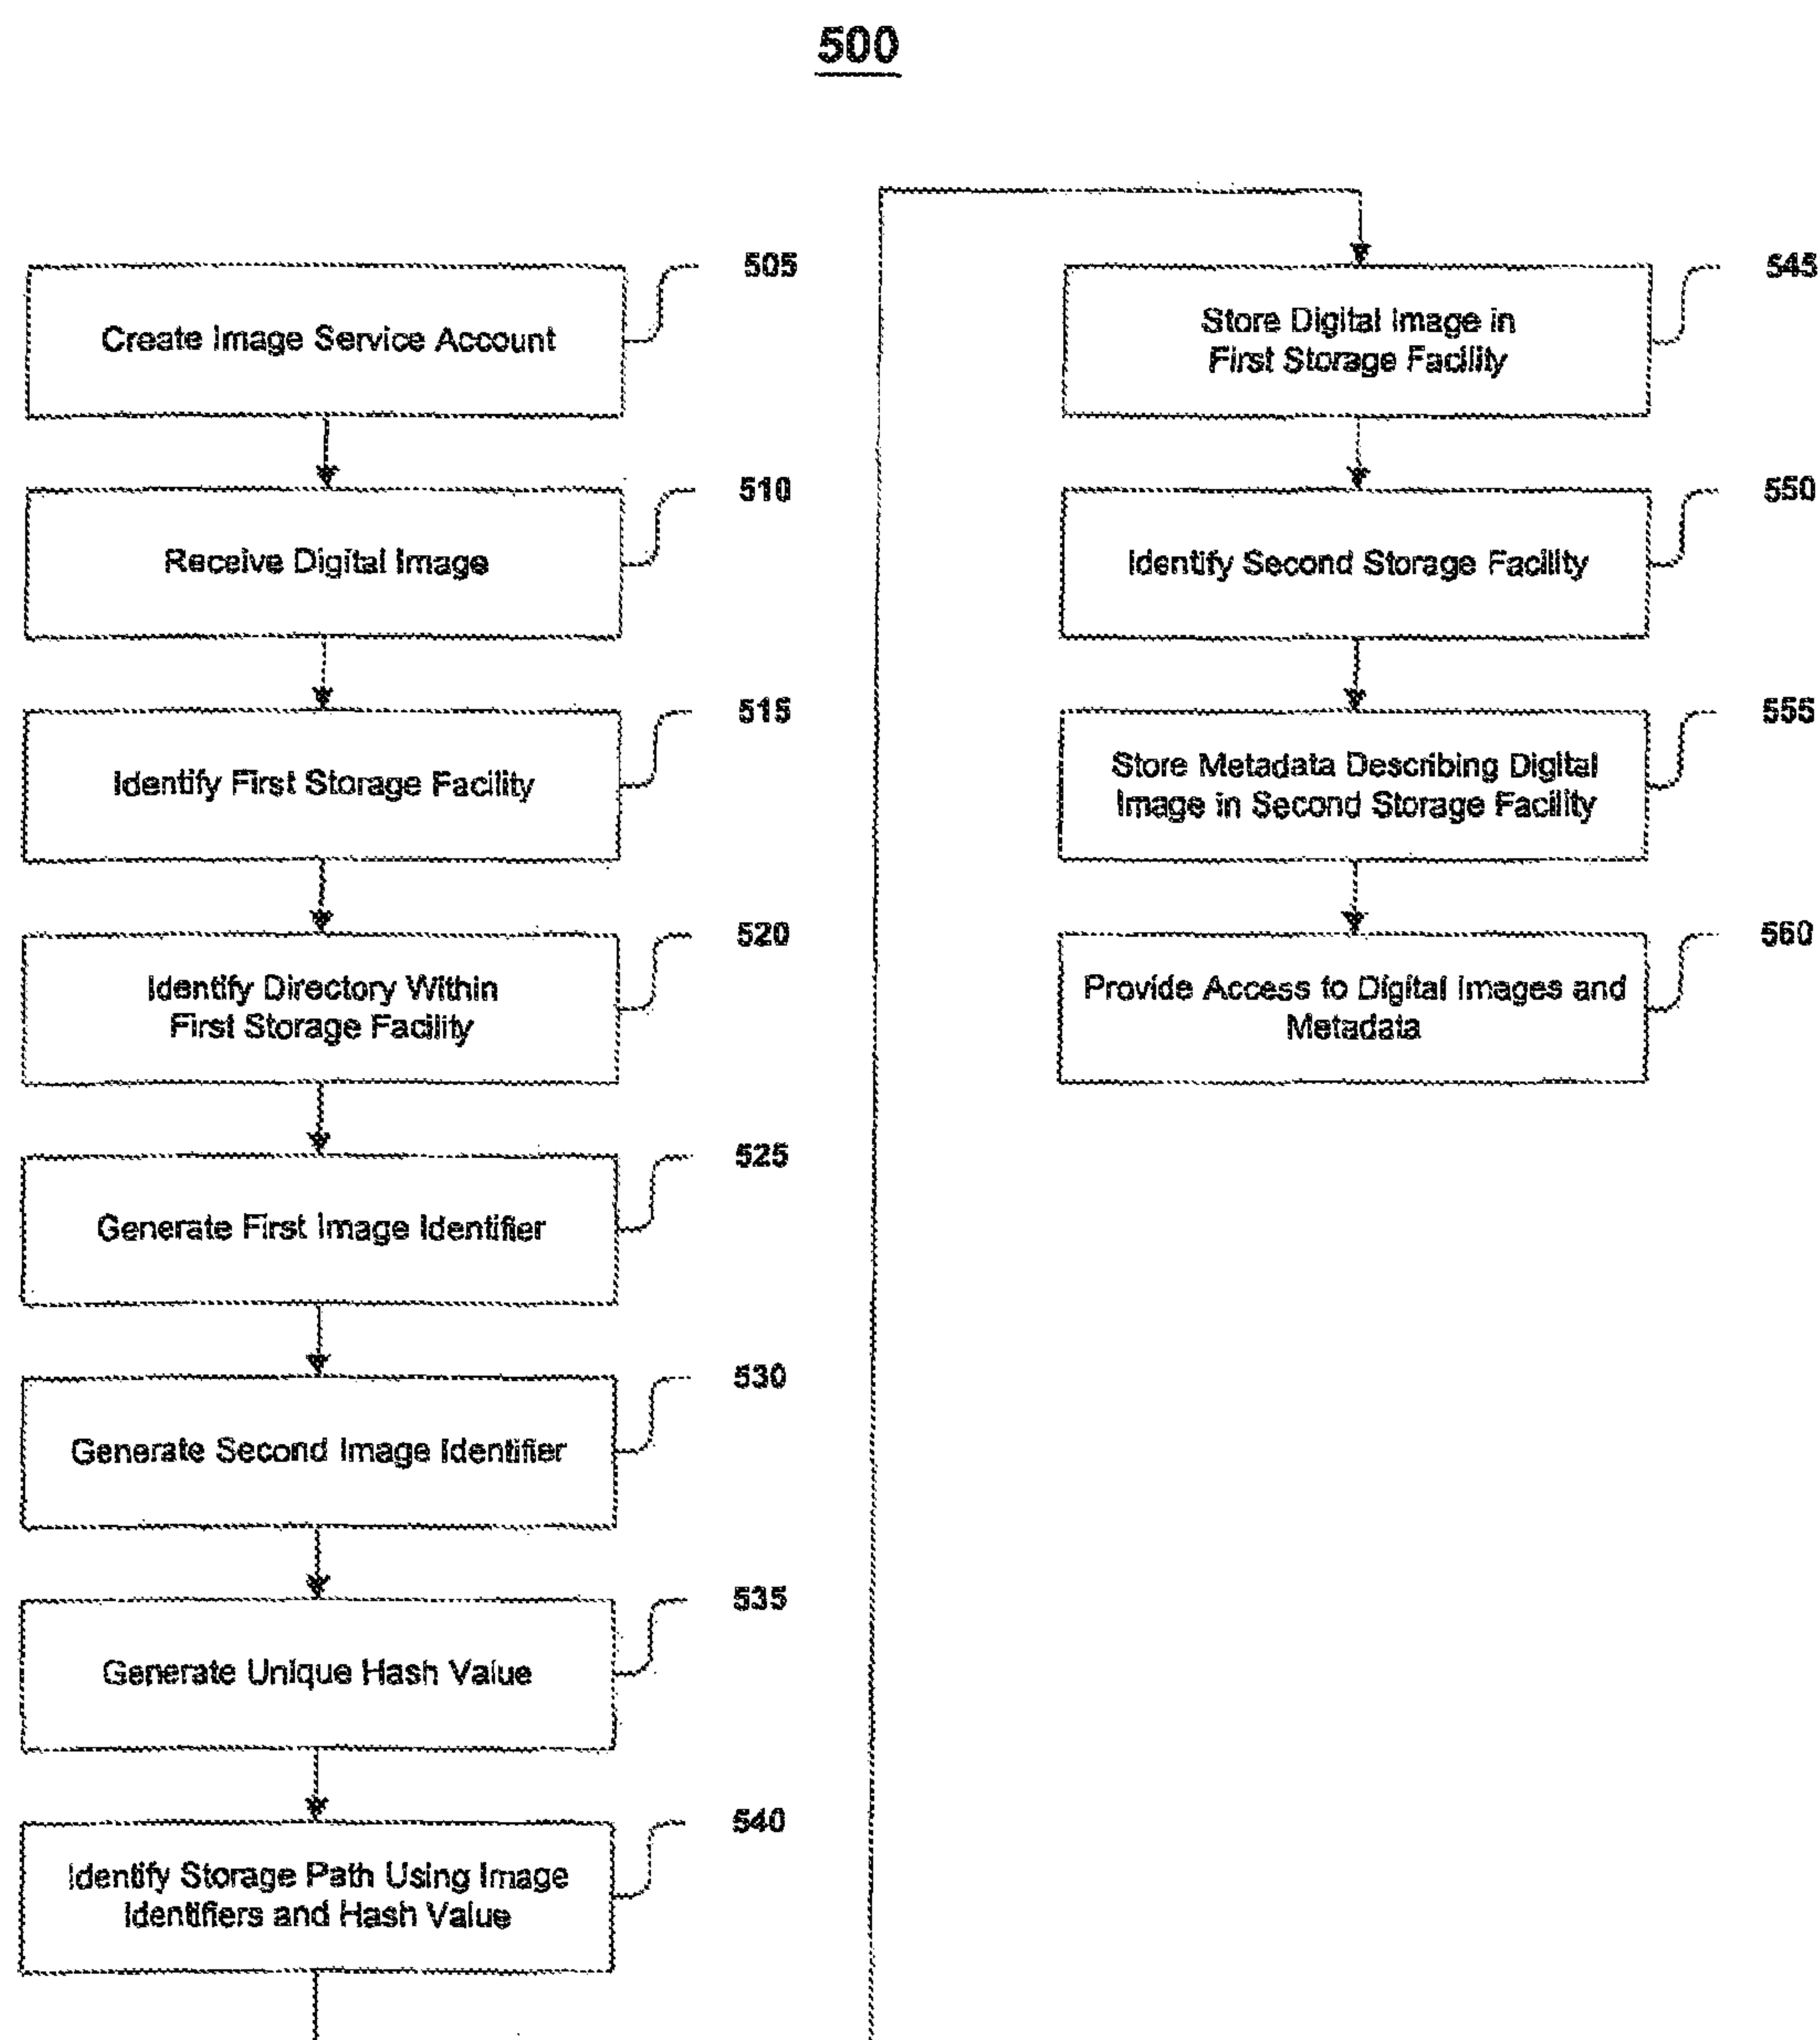 500
Create Image Service Account
505
Receive Digital Image
510
Identify First Storage Facility
515
Identify Directory Within
First Storage Facility
520
Generate First Image Identifier
525
Generate Second Image Identifier
530
Generate Unique Hash Value
535
Identify Storage Path Using Image
Identifiers and Hash Value
540
Store Digital Image in
First Storage Facility
545
Identify Second Storage Facility
550
Store Metadata Describing Digital
Image in Second Storage Facility
555
Provide Access to Digital Images and
Metadata
560